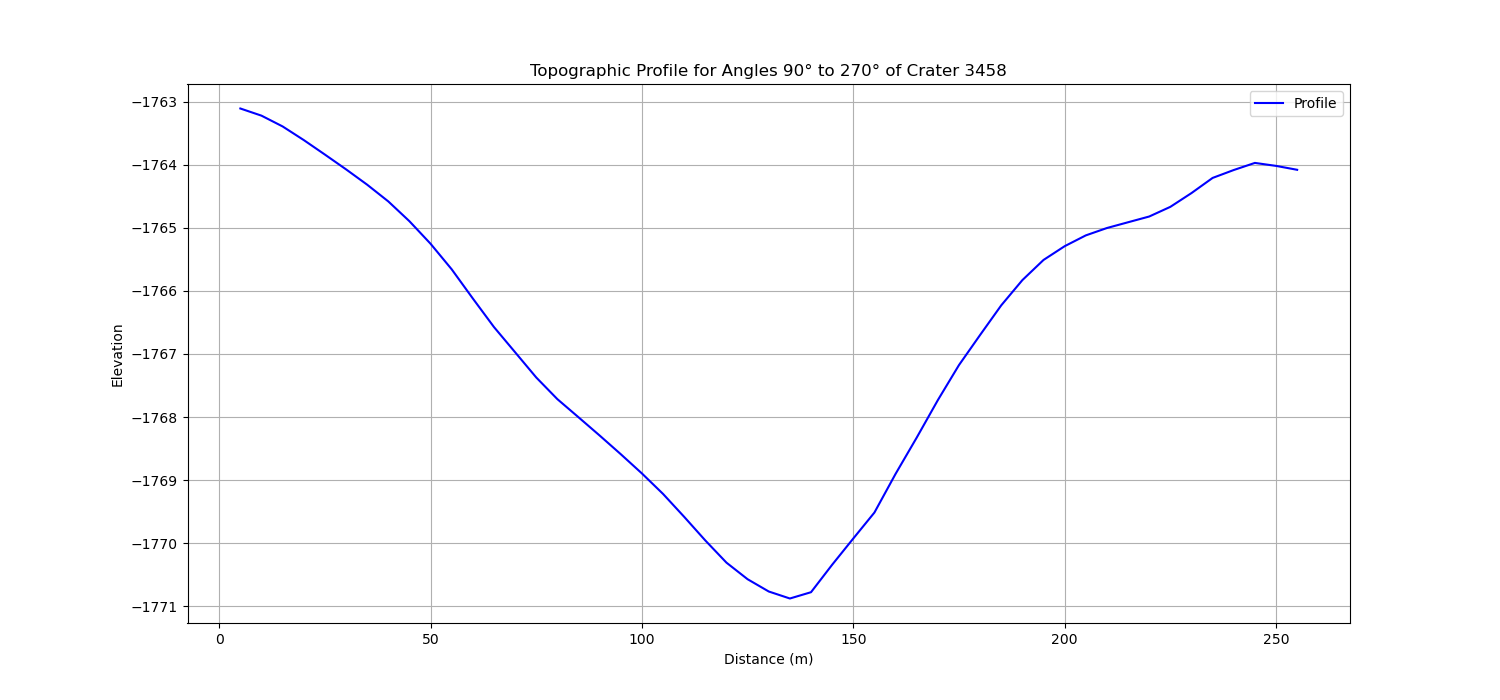 Topographic Profile for Angles 90° to 270° of Crater 3458
Profile
−1763
−1764
−1765
−1766
−1767
−1768
−1769
−1770
−1771
Elevation
0 50 100 150 200 250
Distance (m)